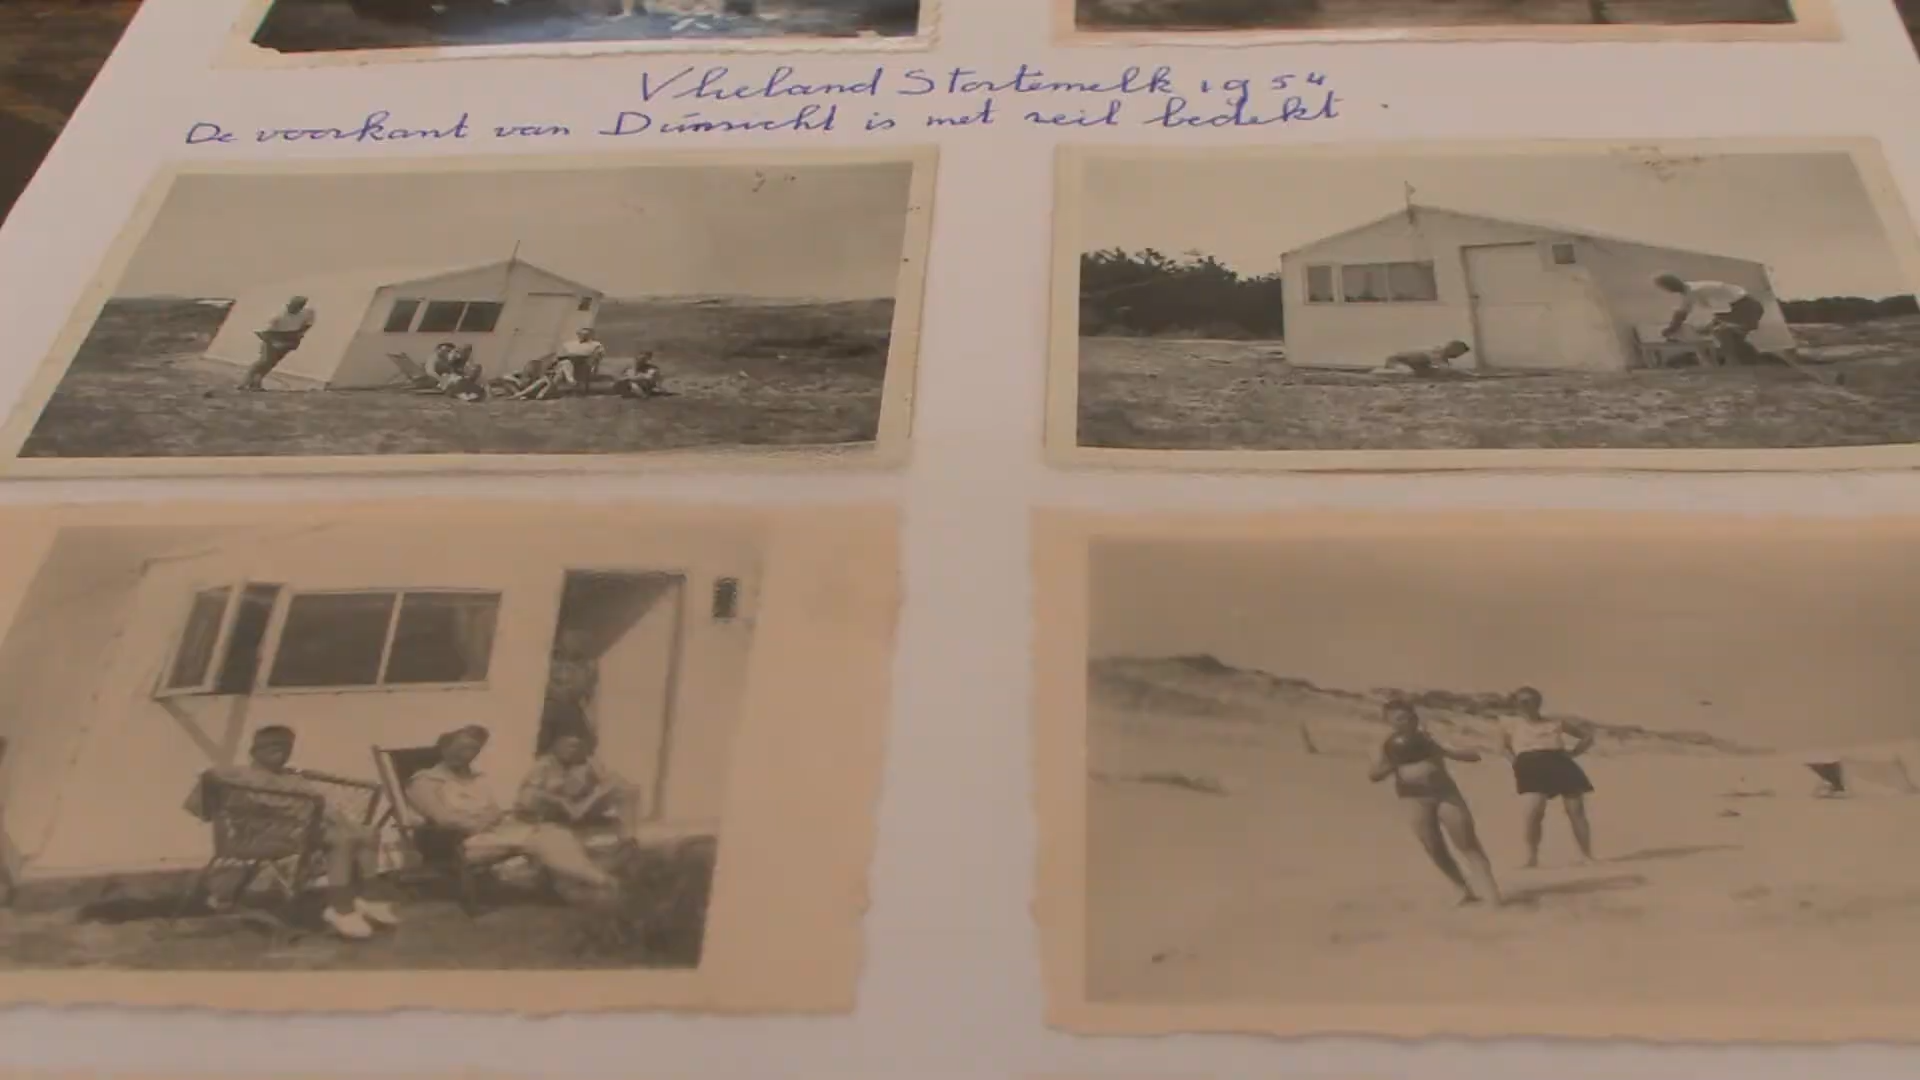 Vlieland Stortemelk 1954
De voorkant van Duinzicht is met zeil bedekt.